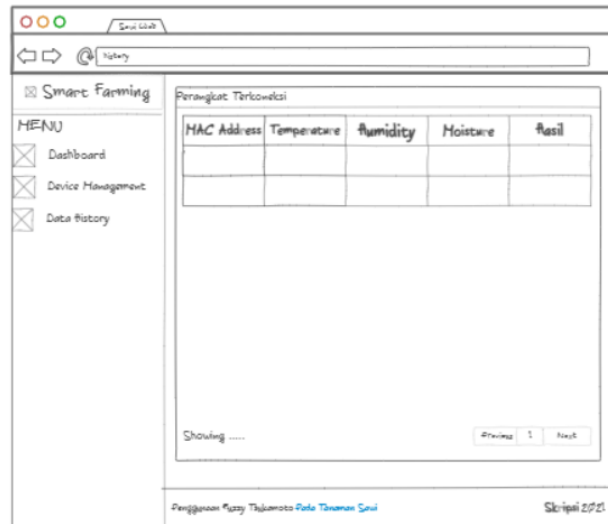 Sawi Web
history
Smart Farming
MENU
Dashboard
Device Management
Data History
Perangkat Terkoneksi
MAC Address Temperature Humidity Moisture Hasil
Showing .....
Previous 1 Next
Penggunaan Fuzzy Tsukamoto Pada Tanaman Sawi
Skripsi 2021